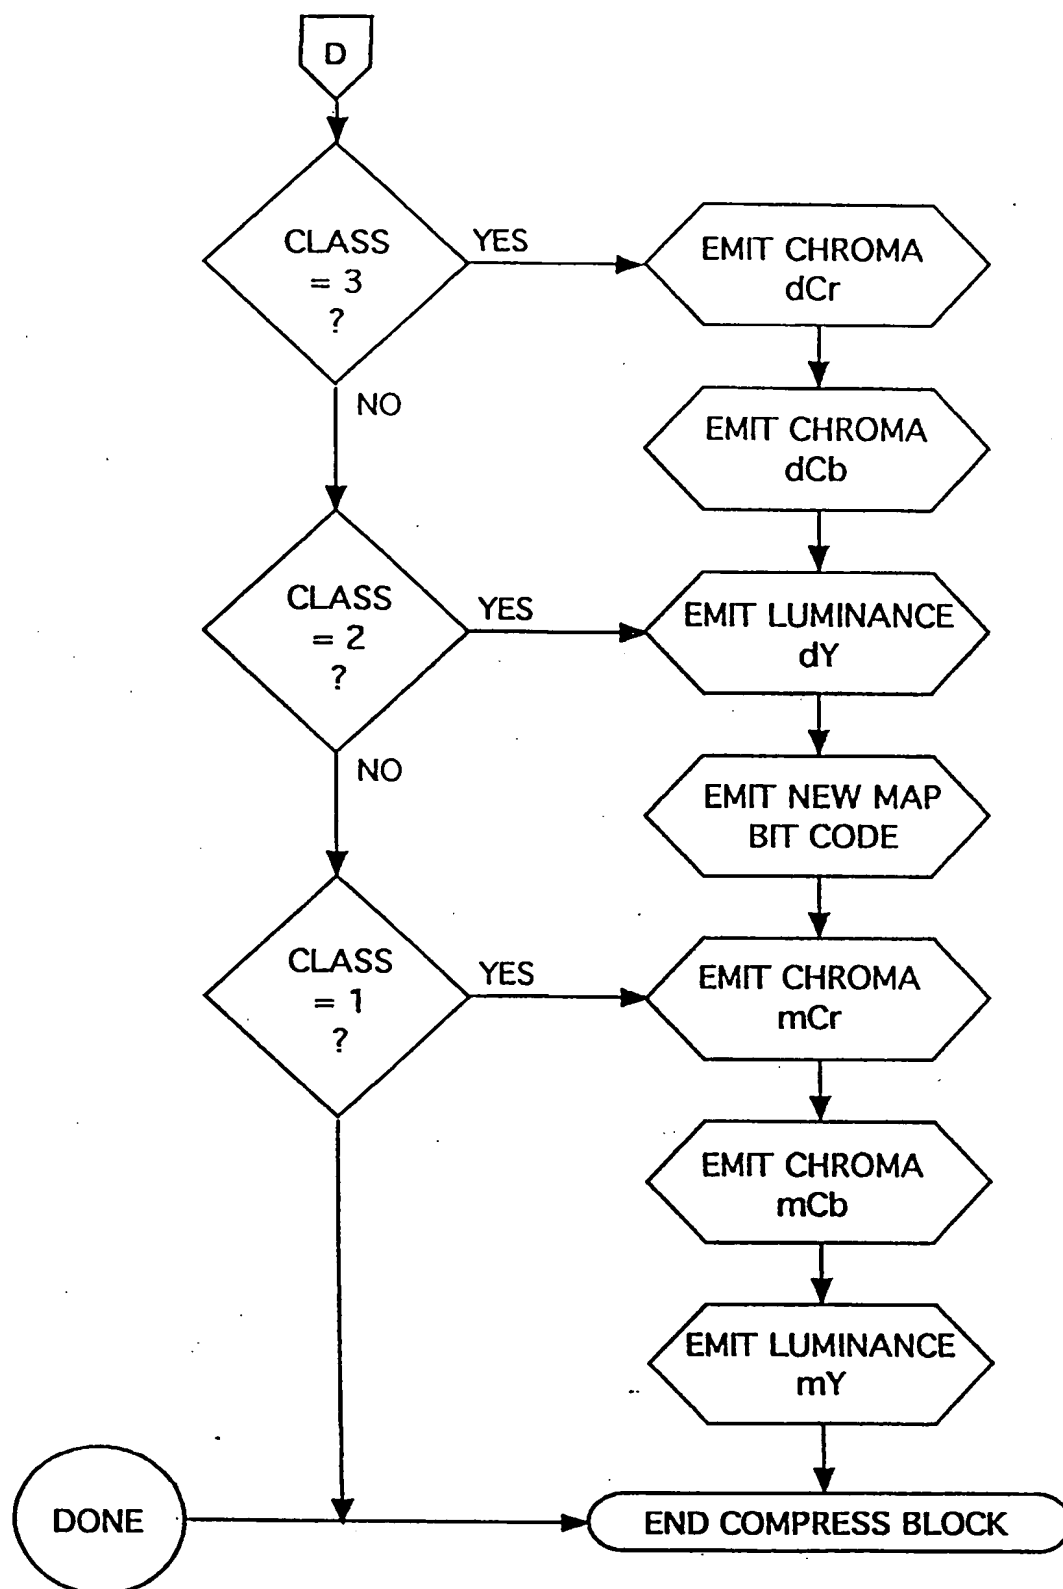 D
CLASS
= 3
?
YES
EMIT CHROMA
dCr
NO
EMIT CHROMA
dCb
CLASS
= 2
?
YES
EMIT LUMINANCE
dY
NO
EMIT NEW MAP
BIT CODE
CLASS
= 1
?
YES
EMIT CHROMA
mCr
EMIT CHROMA
mCb
EMIT LUMINANCE
mY
DONE
END COMPRESS BLOCK